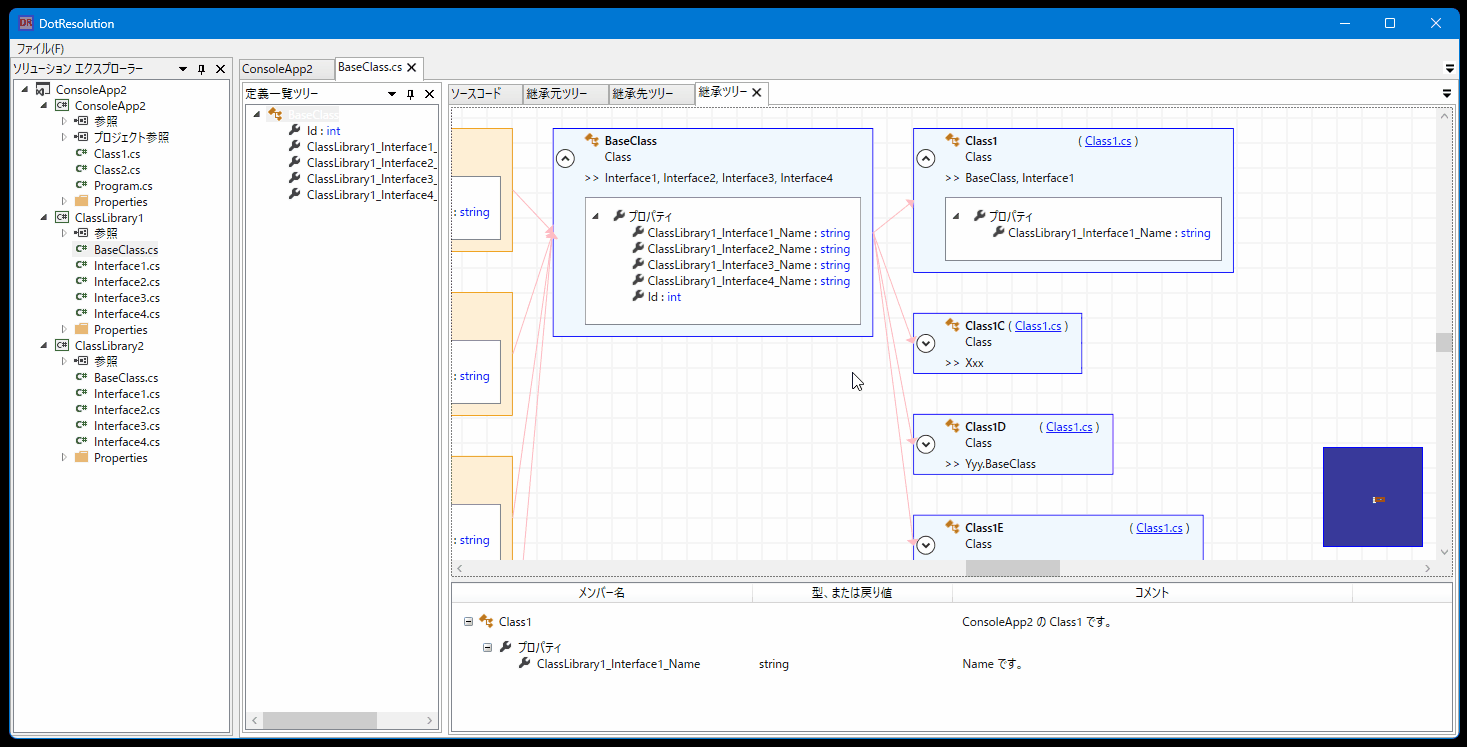 DotResolution
ファイル(F)
ソリューション エクスプローラー
ConsoleApp2
ConsoleApp2
参照
プロジェクト参照
Class1.cs
Class2.cs
Program.cs
Properties
ClassLibrary1
参照
BaseClass.cs
Interface1.cs
Interface2.cs
Interface3.cs
Interface4.cs
Properties
ClassLibrary2
参照
BaseClass.cs
Interface1.cs
Interface2.cs
Interface3.cs
Interface4.cs
Properties
ConsoleApp2 BaseClass.cs
定義一覧ツリー
BaseClass
Id : int
ClassLibrary1_Interface1_
ClassLibrary1_Interface2_
ClassLibrary1_Interface3_
ClassLibrary1_Interface4_
ソースコード 継承元ツリー 継承先ツリー 継承ツリー
: string
: string
: string
BaseClass
Class
>> Interface1, Interface2, Interface3, Interface4
プロパティ
ClassLibrary1_Interface1_Name : string
ClassLibrary1_Interface2_Name : string
ClassLibrary1_Interface3_Name : string
ClassLibrary1_Interface4_Name : string
Id : int
Class1 ( Class1.cs )
Class
>> BaseClass, Interface1
プロパティ
ClassLibrary1_Interface1_Name : string
Class1C ( Class1.cs )
Class
>> Xxx
Class1D ( Class1.cs )
Class
>> Yyy.BaseClass
Class1E ( Class1.cs )
Class
メンバー名 型、または戻り値 コメント
Class1 ConsoleApp2 の Class1 です。
プロパティ
ClassLibrary1_Interface1_Name string Name です。